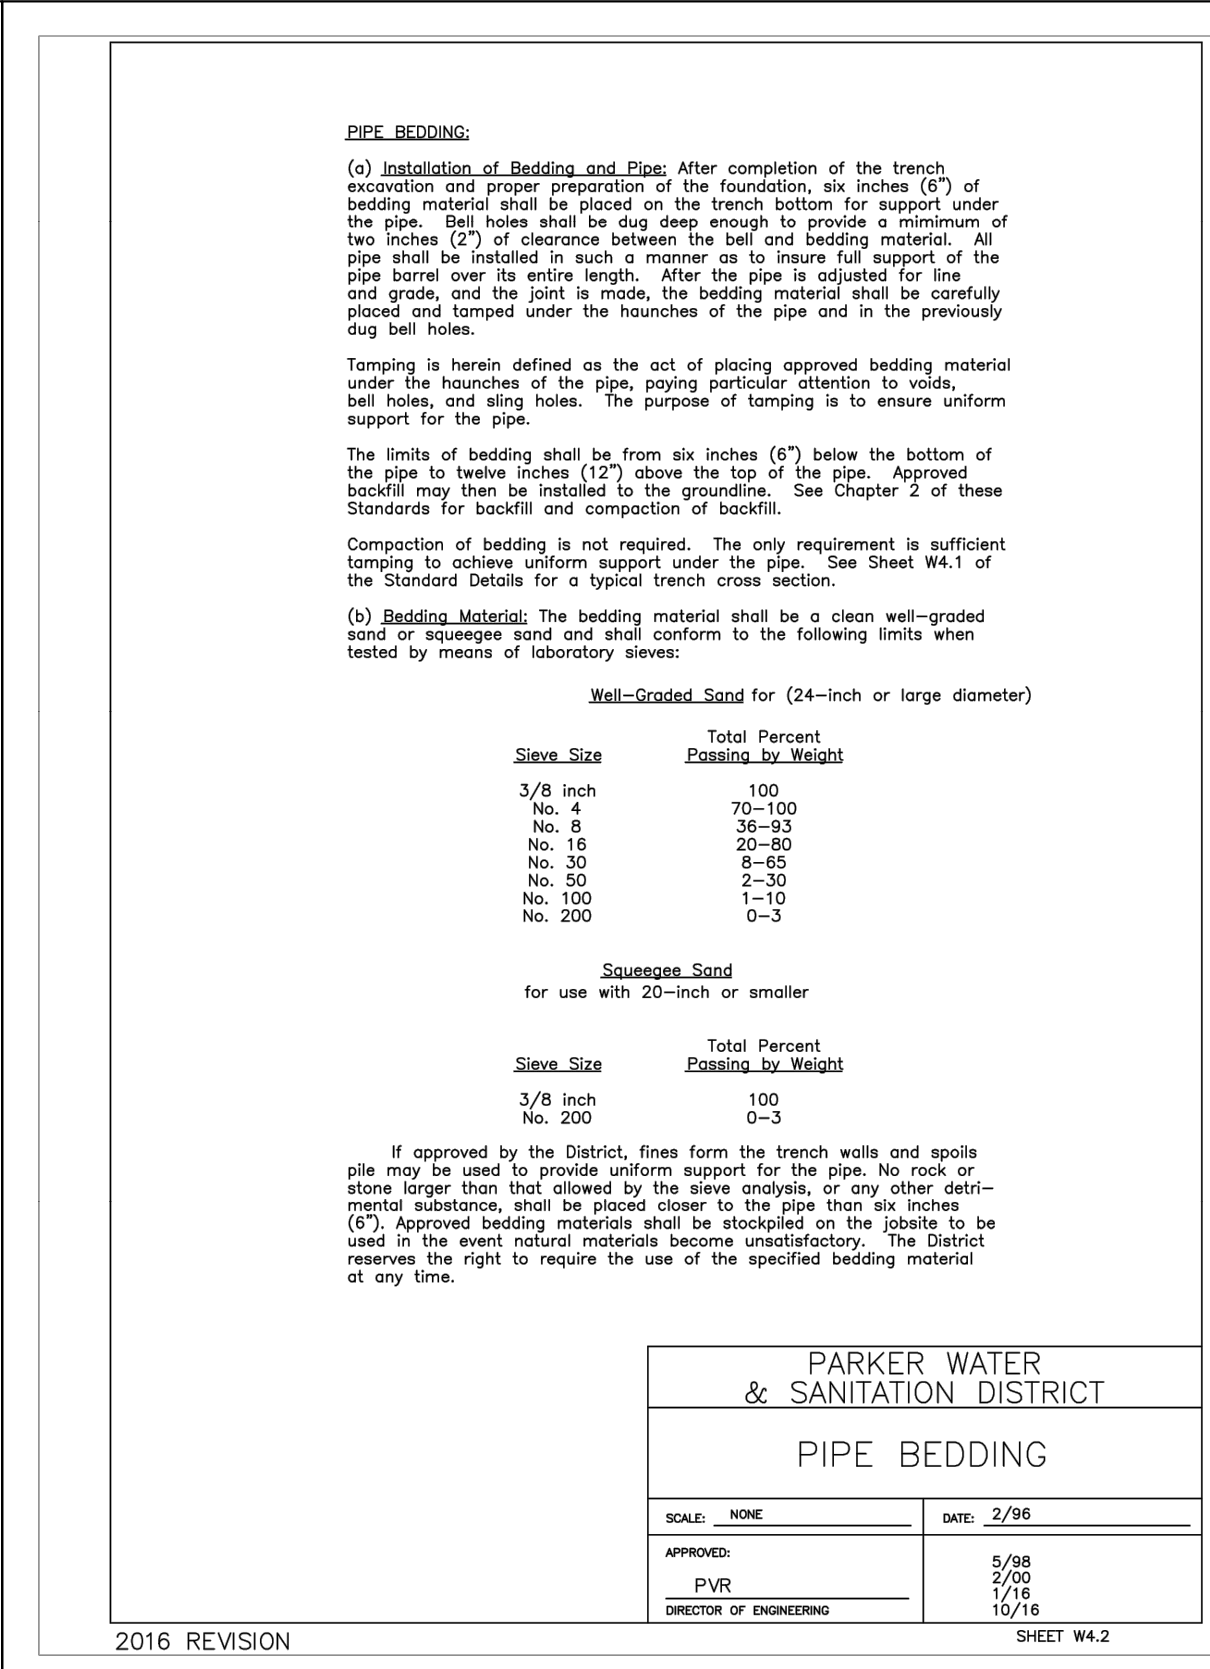 PIPE BEDDING:
(a) Installation of Bedding and Pipe: After completion of the trench
excavation and proper preparation of the foundation, six inches (6") of
bedding material shall be placed on the trench bottom for support under
the pipe. Bell holes shall be dug deep enough to provide a mimimum of
two inches (2") of clearance between the bell and bedding material. All
pipe shall be installed in such a manner as to insure full support of the
pipe barrel over its entire length. After the pipe is adjusted for line
and grade, and the joint is made, the bedding material shall be carefully
placed and tamped under the haunches of the pipe and in the previously
dug bell holes.
Tamping is herein defined as the act of placing approved bedding material
under the haunches of the pipe, paying particular attention to voids,
bell holes, and sling holes. The purpose of tamping is to ensure uniform
support for the pipe.
The limits of bedding shall be from six inches (6") below the bottom of
the pipe to twelve inches (12") above the top of the pipe. Approved
backfill may then be installed to the groundline. See Chapter 2 of these
Standards for backfill and compaction of backfill.
Compaction of bedding is not required. The only requirement is sufficient
tamping to achieve uniform support under the pipe. See Sheet W4.1 of
the Standard Details for a typical trench cross section.
(b) Bedding Material: The bedding material shall be a clean well-graded
sand or squeegee sand and shall conform to the following limits when
tested by means of laboratory sieves:
Well-Graded Sand for (24-inch or large diameter)
Total Percent
Sieve Size Passing by Weight
3/8 inch 100
No. 4 70-100
No. 8 36-93
No. 16 20-80
No. 30 8-65
No. 50 2-30
No. 100 1-10
No. 200 0-3
Squeegee Sand
for use with 20-inch or smaller
Total Percent
Sieve Size Passing by Weight
3/8 inch 100
No. 200 0-3
If approved by the District, fines form the trench walls and spoils
pile may be used to provide uniform support for the pipe. No rock or
stone larger than that allowed by the sieve analysis, or any other detri-
mental substance, shall be placed closer to the pipe than six inches
(6"). Approved bedding materials shall be stockpiled on the jobsite to be
used in the event natural materials become unsatisfactory. The District
reserves the right to require the use of the specified bedding material
at any time.
PARKER WATER
& SANITATION DISTRICT
PIPE BEDDING
SCALE: NONE
DATE: 2/96
APPROVED:
PVR
DIRECTOR OF ENGINEERING
5/98
2/00
1/16
10/16
2016 REVISION
SHEET W4.2